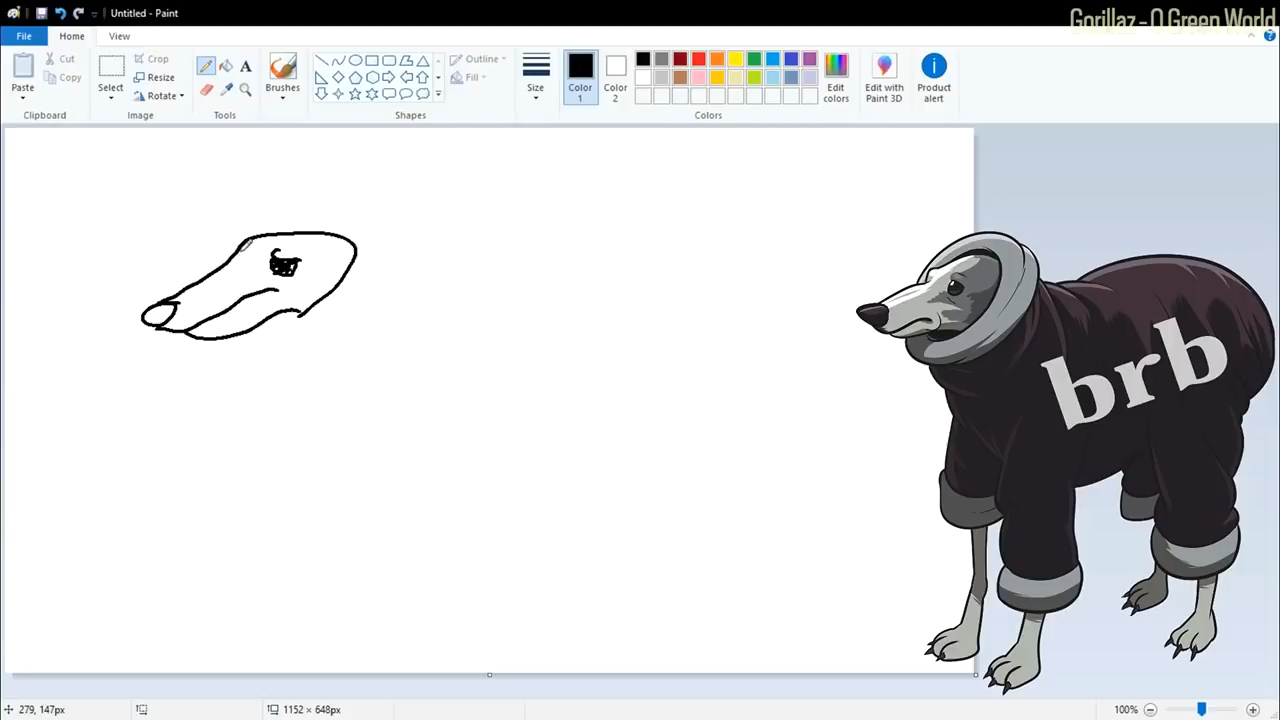 Untitled - Paint
Gorillaz - O Green World
File Home View
Paste
Cut
Copy
Clipboard
Select
Crop
Resize
Rotate
Image
A
Tools
Brushes
Outline
Fill
Shapes
Size
Color 1
Color 2
Edit colors
Colors
Edit with Paint 3D
Product alert
brb
279, 147px
1152 × 648px
100%